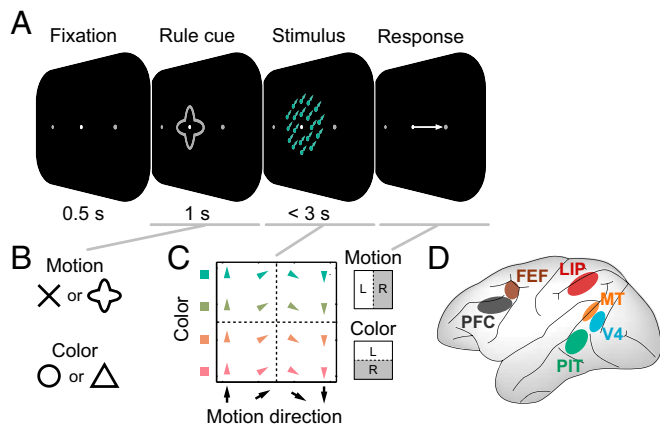 A
Fixation
Rule cue
Stimulus
Response
0.5 s
1 s
< 3 s
B
Motion
or
Color
or
C
Color
Motion direction
Motion
L R
Color
L
R
D
FEF
LIP
MT
PFC
V4
PIT